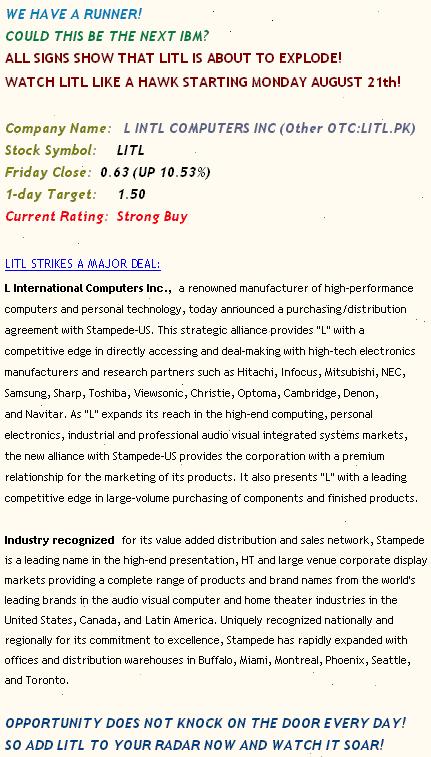 WE HAVE A RUNNER!
COULD THIS BE THE NEXT IBM?
ALL SIGNS SHOW THAT LITL IS ABOUT TO EXPLODE!
WATCH LITL LIKE A HAWK STARTING MONDAY AUGUST 21th!
Company Name: L INTL COMPUTERS INC (Other OTC:LITL.PK)
Stock Symbol: LITL
Friday Close: 0.63 (UP 10.53%)
1-day Target: 1.50
Current Rating: Strong Buy
LITL STRIKES A MAJOR DEAL:
L International Computers Inc., a renowned manufacturer of high-performance
computers and personal technology, today announced a purchasing/distribution
agreement with Stampede-US. This strategic alliance provides "L" with a
competitive edge in directly accessing and deal-making with high-tech electronics
manufacturers and research partners such as Hitachi, Infocus, Mitsubishi, NEC,
Samsung, Sharp, Toshiba, Viewsonic, Christie, Optoma, Cambridge, Denon,
and Navitar. As "L" expands its reach in the high-end computing, personal
electronics, industrial and professional audio visual integrated systems markets,
the new alliance with Stampede-US provides the corporation with a premium
relationship for the marketing of its products. It also presents "L" with a leading
competitive edge in large-volume purchasing of components and finished products.
Industry recognized for its value added distribution and sales network, Stampede
is a leading name in the high-end presentation, HT and large venue corporate display
markets providing a complete range of products and brand names from the world's
leading brands in the audio visual computer and home theater industries in the
United States, Canada, and Latin America. Uniquely recognized nationally and
regionally for its commitment to excellence, Stampede has rapidly expanded with
offices and distribution warehouses in Buffalo, Miami, Montreal, Phoenix, Seattle,
and Toronto.
OPPORTUNITY DOES NOT KNOCK ON THE DOOR EVERY DAY!
SO ADD LITL TO YOUR RADAR NOW AND WATCH IT SOAR!